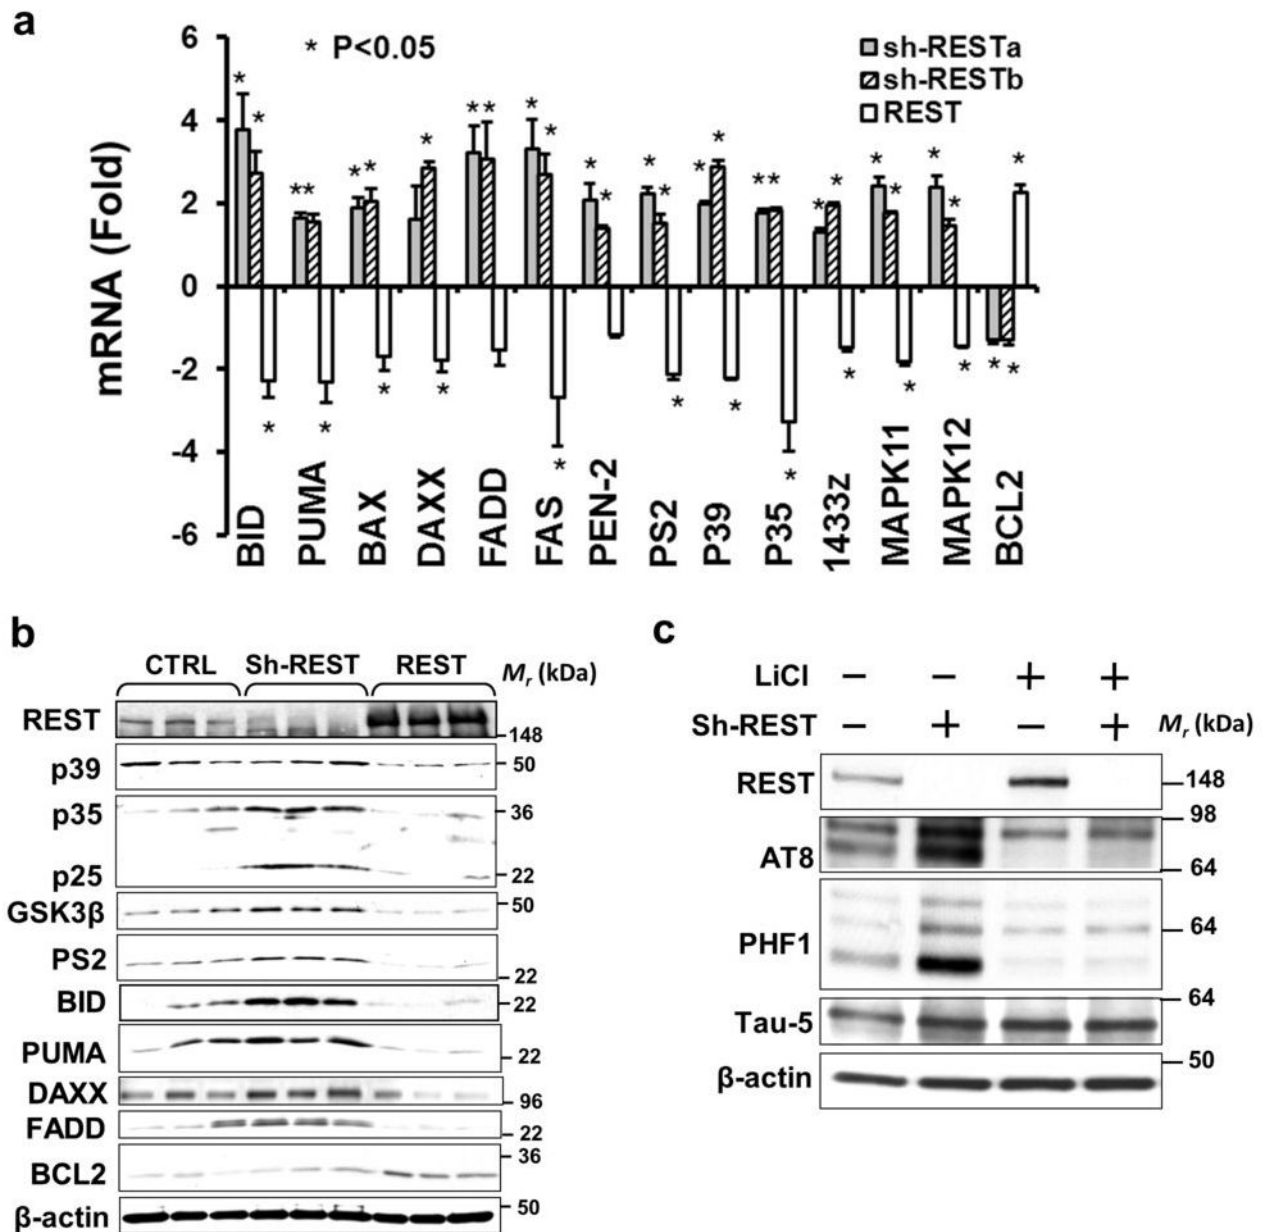 a
* P<0.05
sh-RESTa
sh-RESTb
REST
mRNA (Fold)
6
4
2
0
-2
-4
-6
BID
PUMA
BAX
DAXX
FADD
FAS
PEN-2
PS2
P39
P35
1433z
MAPK11
MAPK12
BCL2
b
CTRL Sh-REST REST Mr (kDa)
REST 148
p39 50
p35 36
p25 22
GSK3β 50
PS2 22
BID 22
PUMA 22
DAXX 96
FADD 22
BCL2 36
β-actin 50
c
LiCl − − + +
Sh-REST − + − + Mr (kDa)
REST 148
98
AT8 64
PHF1 64
Tau-5 64
β-actin 50